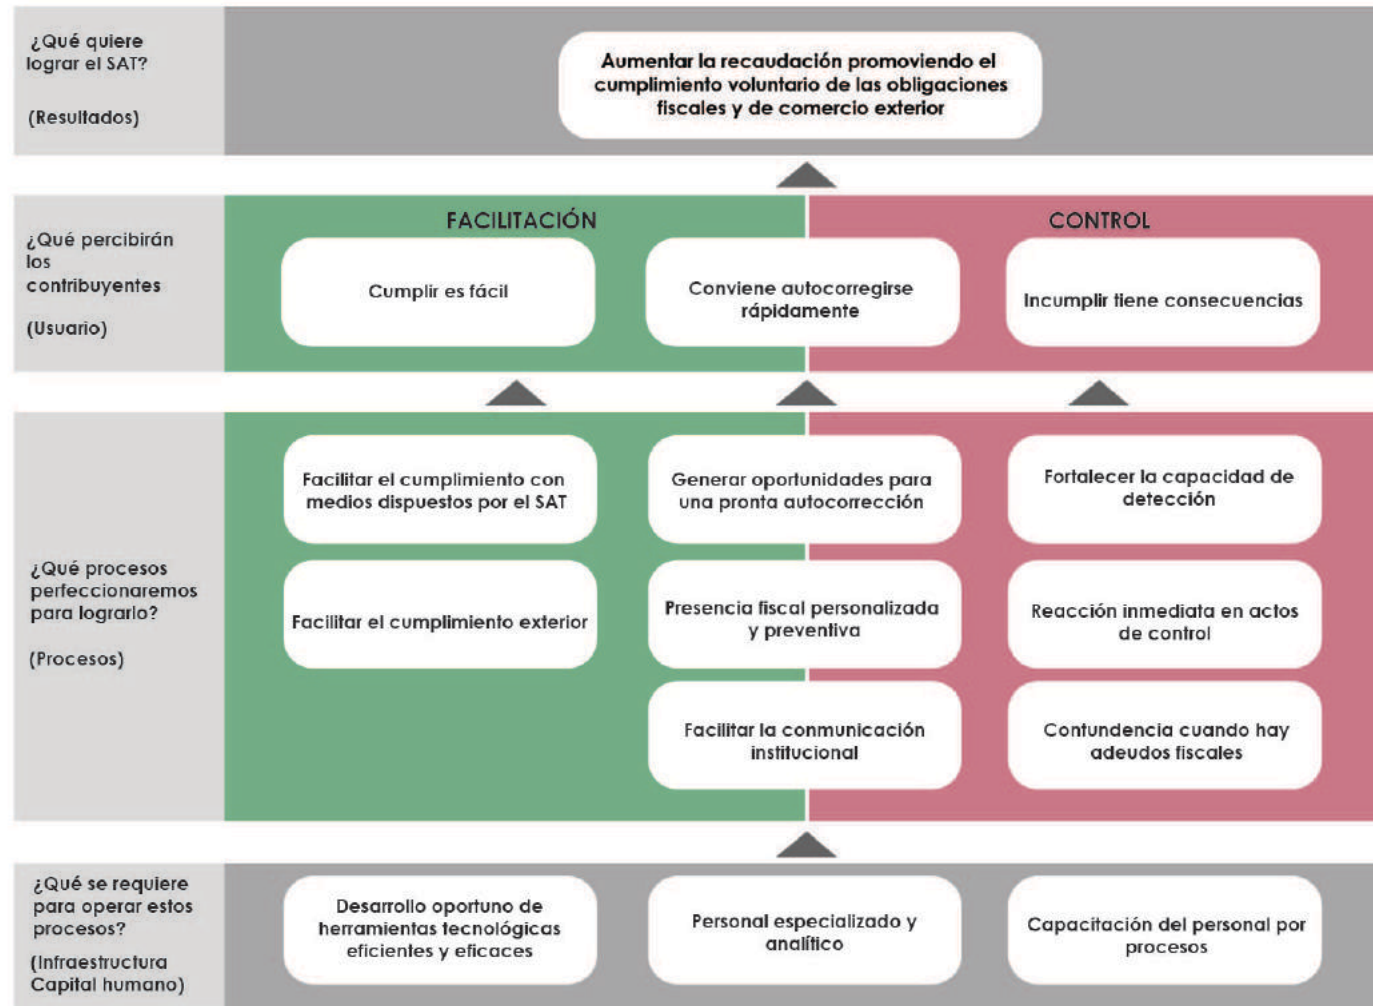 ¿Qué quiere
lograr el SAT?
(Resultados)
Aumentar la recaudación promoviendo el
cumplimiento voluntario de las obligaciones
fiscales y de comercio exterior
¿Qué percibirán
los
contribuyentes
(Usuario)
FACILITACIÓN
CONTROL
Cumplir es fácil
Conviene autocorregirse
rápidamente
Incumplir tiene consecuencias
¿Qué procesos
perfeccionaremos
para lograrlo?
(Procesos)
Facilitar el cumplimiento con
medios dispuestos por el SAT
Generar oportunidades para
una pronta autocorrección
Fortalecer la capacidad de
detección
Facilitar el cumplimiento exterior
Presencia fiscal personalizada
y preventiva
Reacción inmediata en actos
de control
Facilitar la conmunicación
institucional
Contundencia cuando hay
adeudos fiscales
¿Qué se requiere
para operar estos
procesos?
(Infraestructura
Capital humano)
Desarrollo oportuno de
herramientas tecnológicas
eficientes y eficaces
Personal especializado y
analítico
Capacitación del personal por
procesos